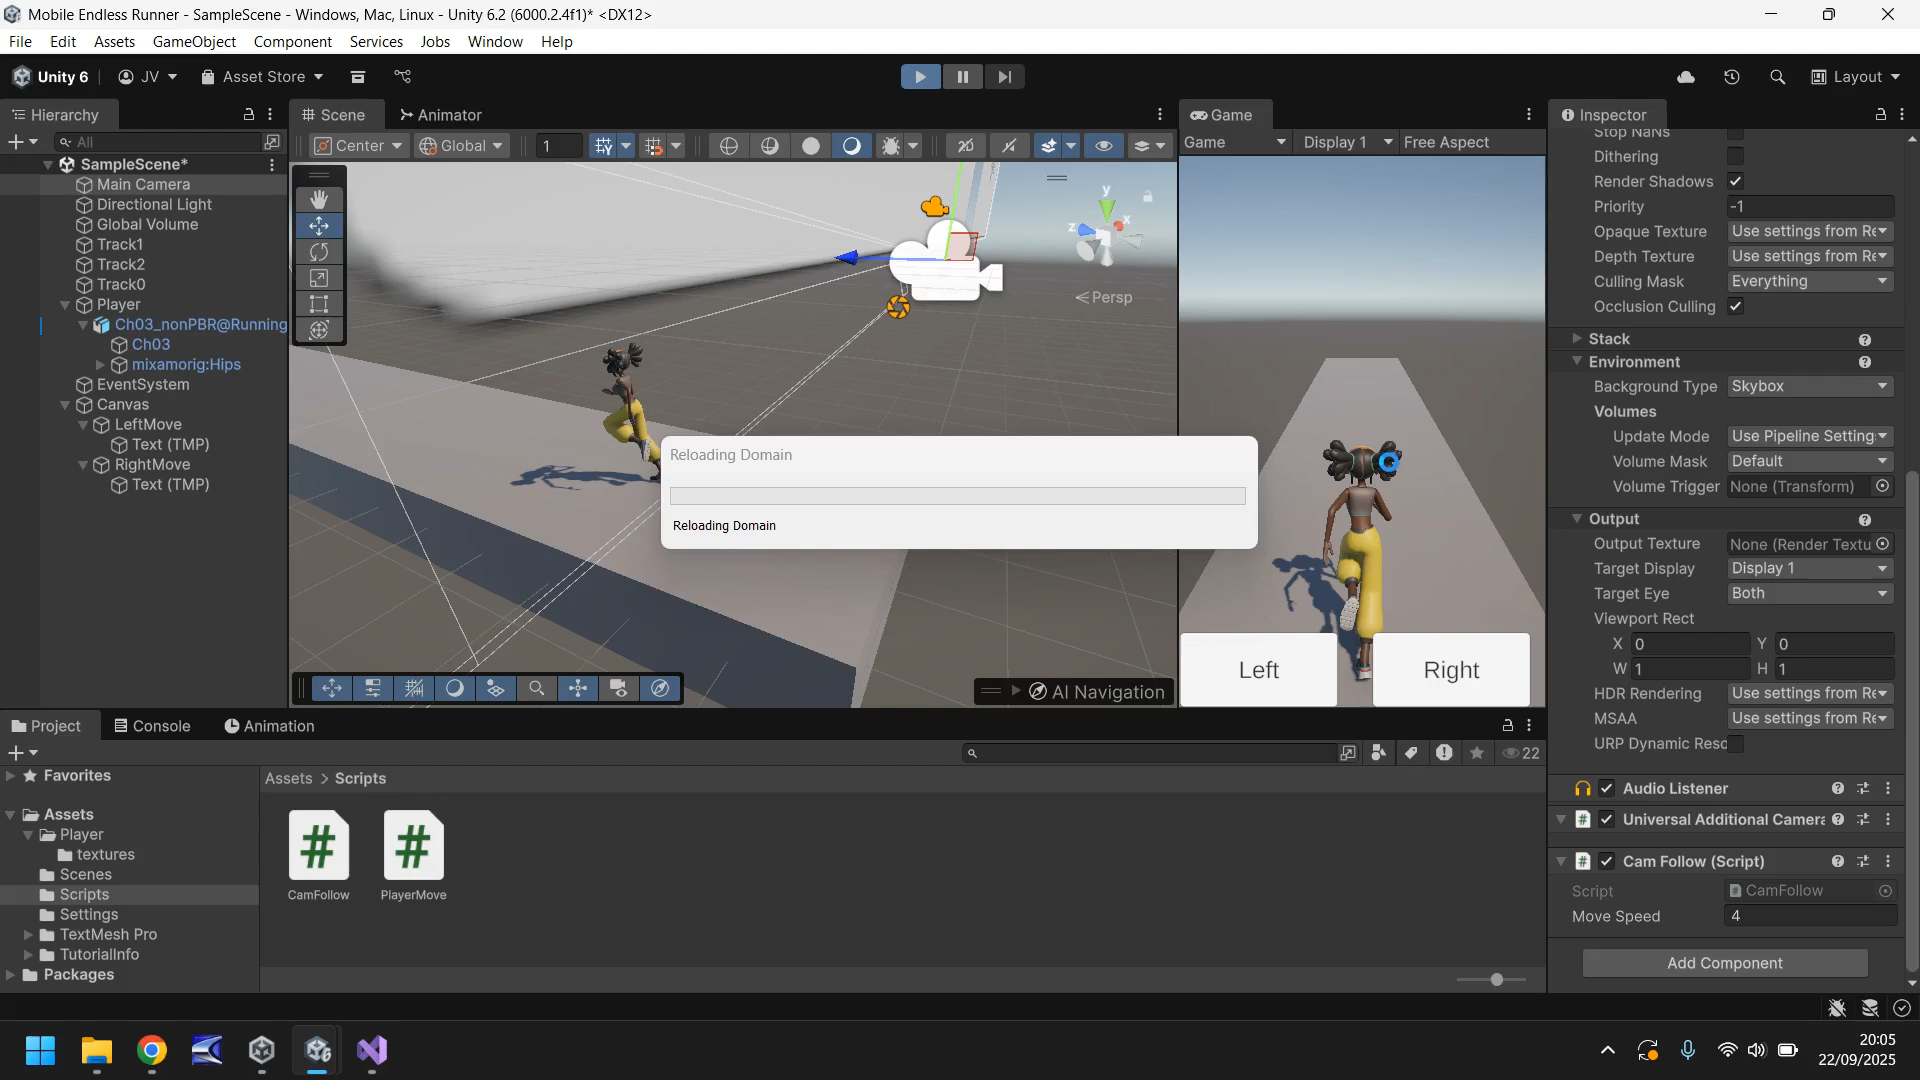 Mobile Endless Runner - SampleScene - Windows, Mac, Linux - Unity 6.2 (6000.2.4f1)* <DX12>
File Edit Assets GameObject Component Services Jobs Window Help
Unity 6 JV Asset Store Layout
Hierarchy
All
SampleScene*
Main Camera
Directional Light
Global Volume
Track1
Track2
Track0
Player
Ch03_nonPBR@Running
Ch03
mixamorig:Hips
EventSystem
Canvas
LeftMove
Text (TMP)
RightMove
Text (TMP)
Scene Animator
Center Global 1 2D
y
x
z
Persp
AI Navigation
Reloading Domain
Reloading Domain
Game
Game Display 1 Free Aspect
Left Right
Inspector
Stop NaNs
Dithering
Render Shadows
Priority -1
Opaque Texture Use settings from Re
Depth Texture Use settings from Re
Culling Mask Everything
Occlusion Culling
Stack
Environment
Background Type Skybox
Volumes
Update Mode Use Pipeline Setting
Volume Mask Default
Volume Trigger None (Transform)
Output
Output Texture None (Render Textu
Target Display Display 1
Target Eye Both
Viewport Rect
X 0 Y 0
W 1 H 1
HDR Rendering Use settings from Re
MSAA Use settings from Re
URP Dynamic Reso
Audio Listener
Universal Additional Camera
Cam Follow (Script)
Script CamFollow
Move Speed 4
Add Component
Project Console Animation
22
Favorites
Assets
Player
textures
Scenes
Scripts
Settings
TextMesh Pro
TutorialInfo
Packages
Assets > Scripts
CamFollow PlayerMove
20:05
22/09/2025